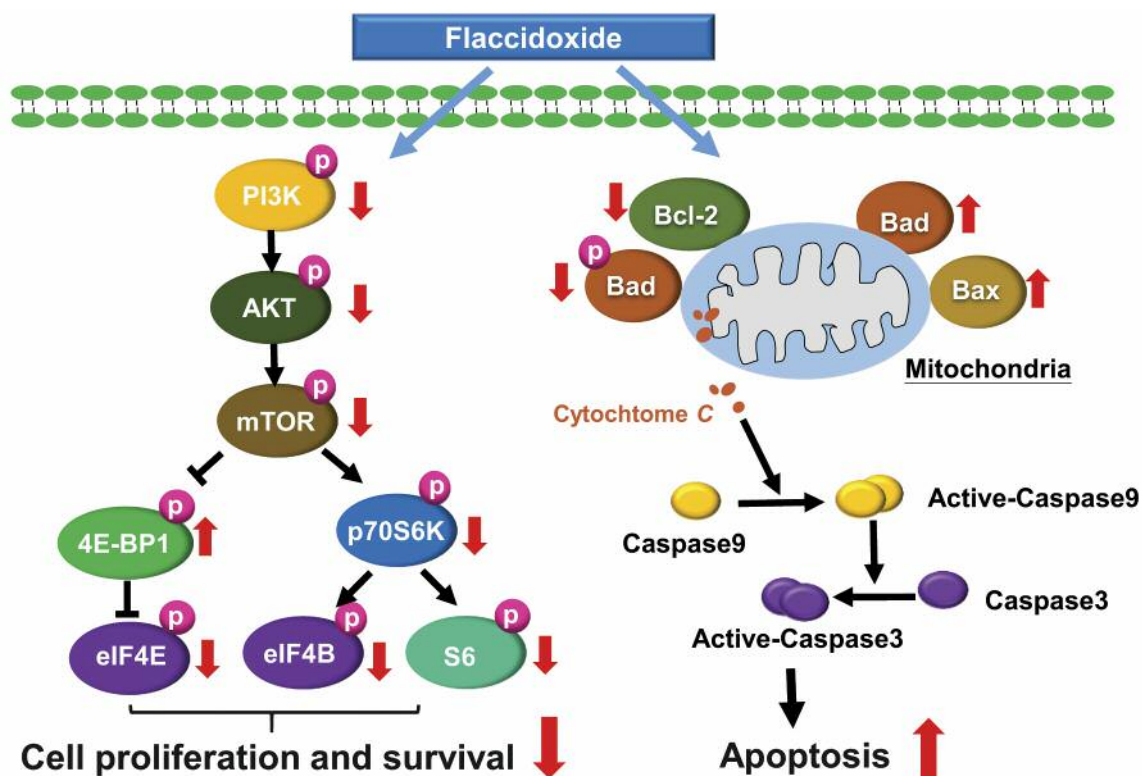 Flaccidoxide
p
PI3K
p
AKT
p
mTOR
p
4E-BP1
p
p70S6K
p
eIF4E
p
eIF4B
p
S6
Cell proliferation and survival
Bcl-2
p
Bad
Bad
Bax
Mitochondria
Cytochtome C
Caspase9
Active-Caspase9
Caspase3
Active-Caspase3
Apoptosis